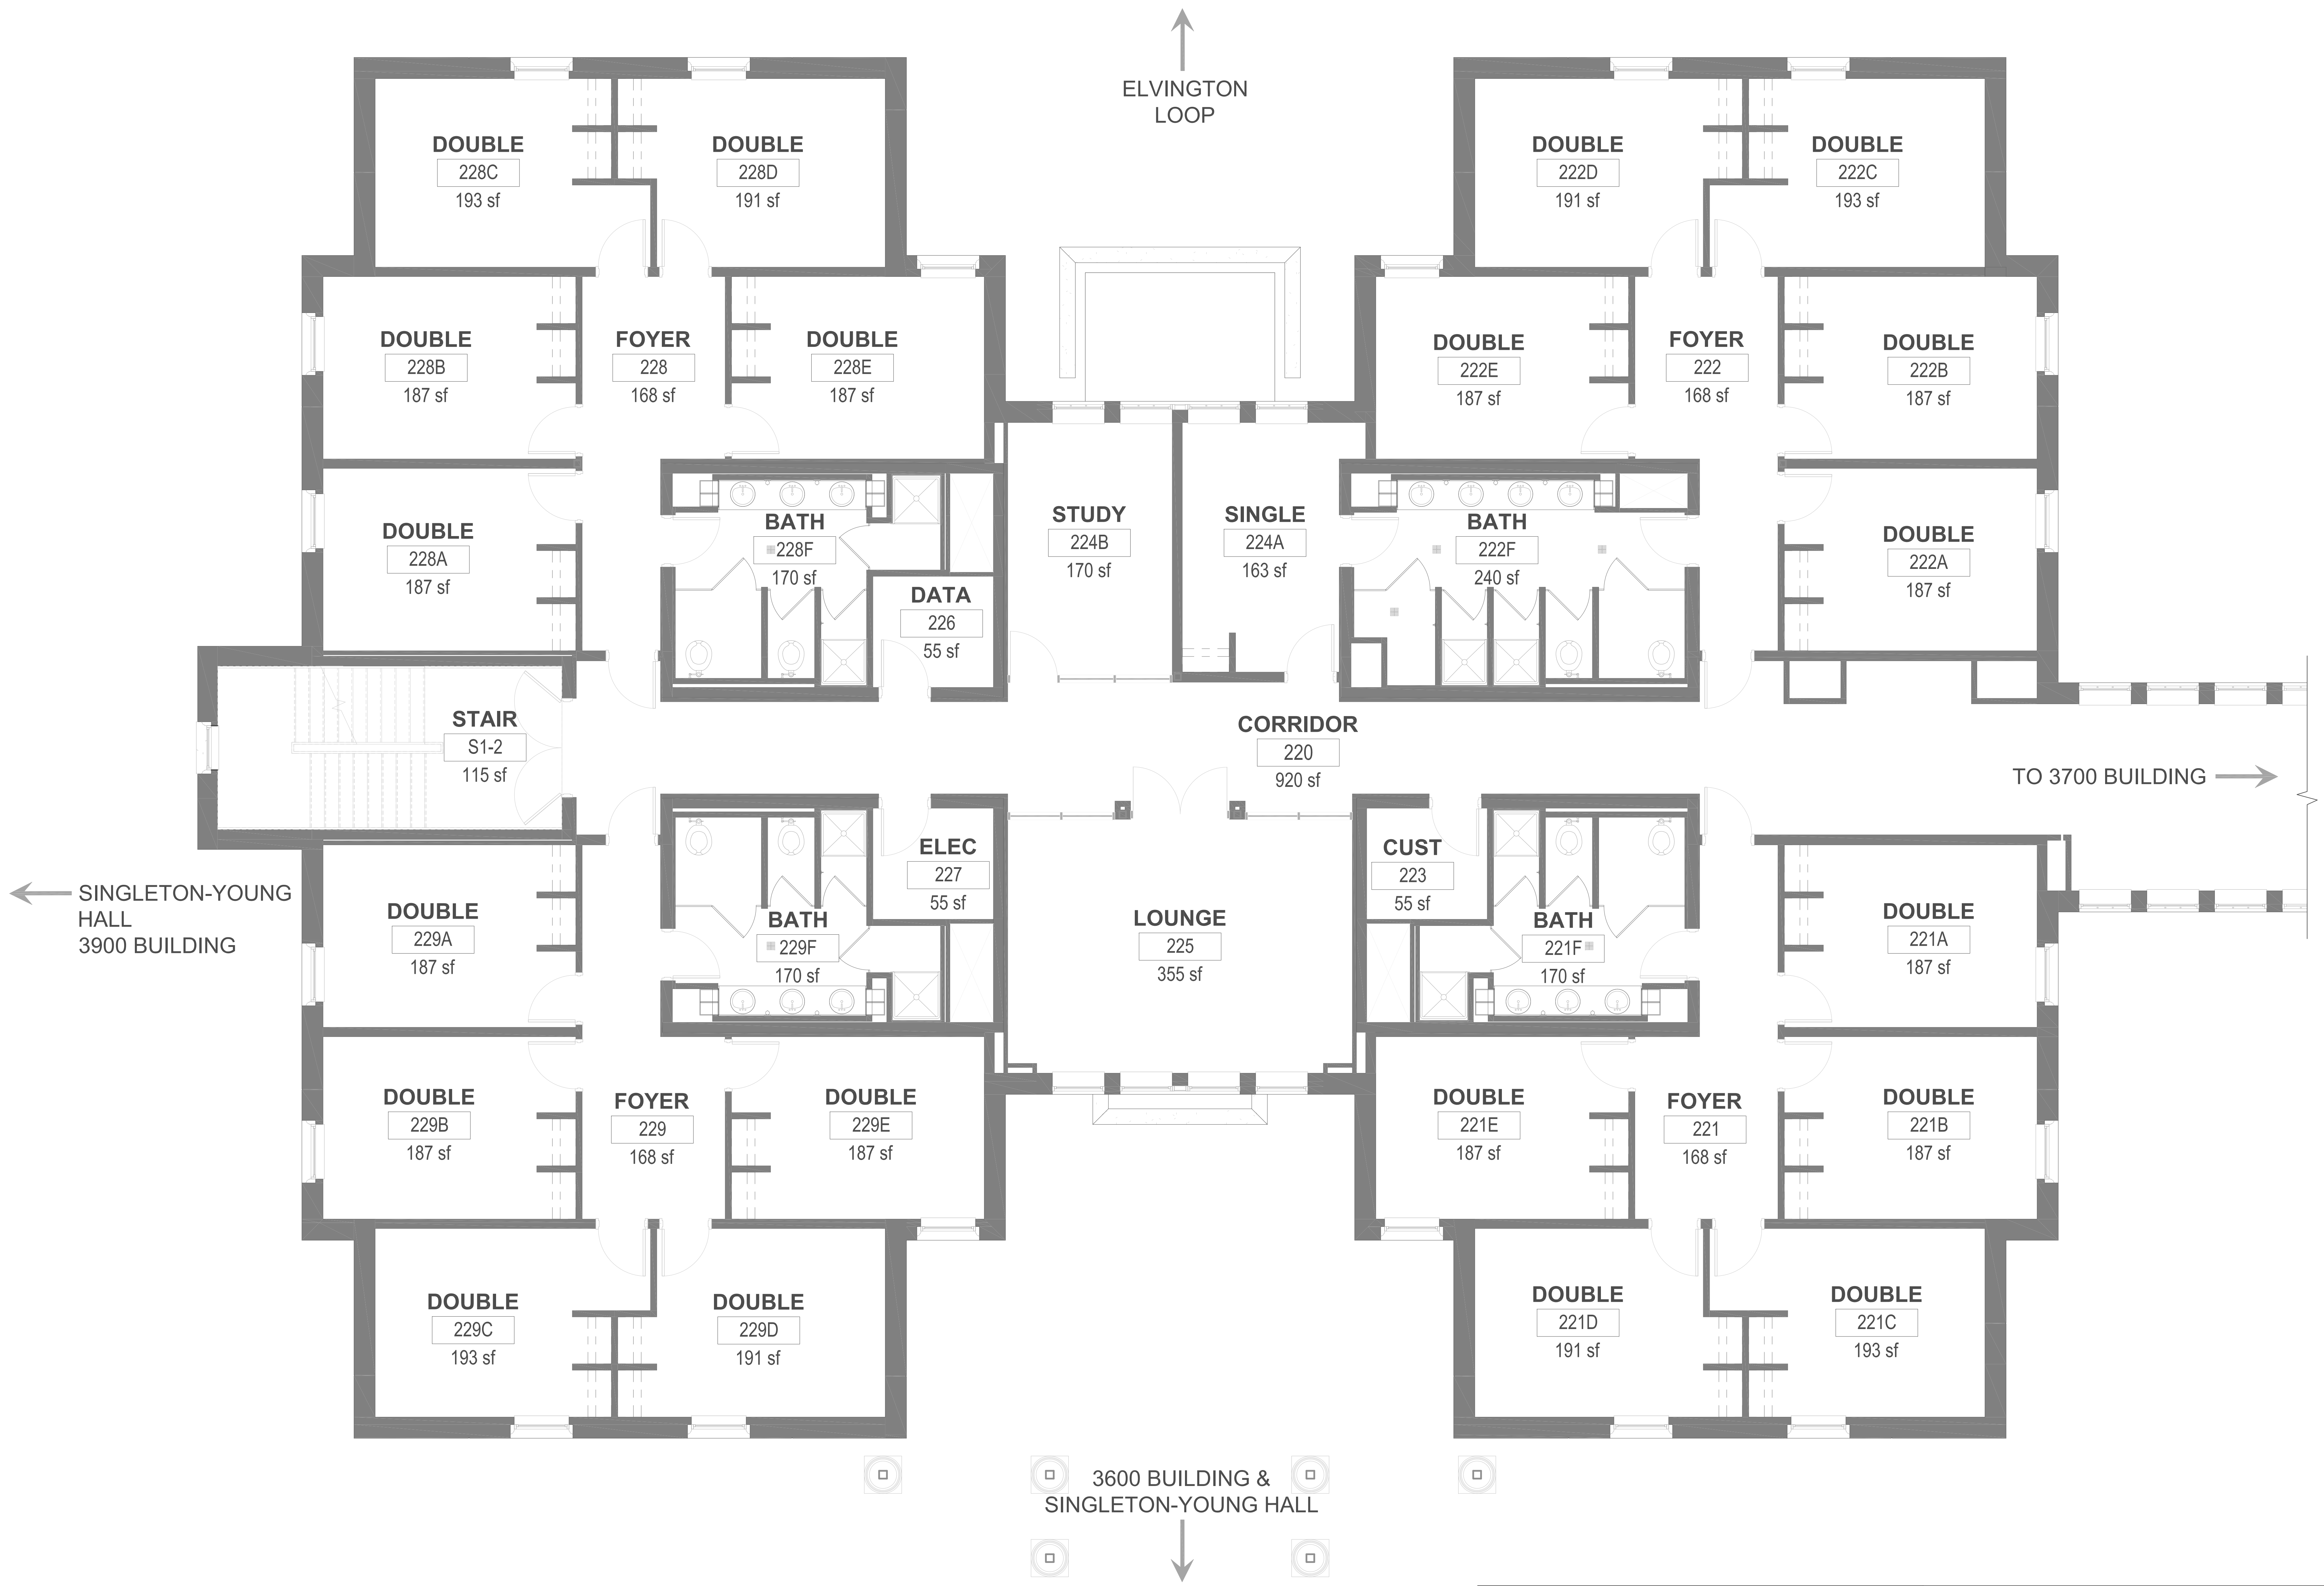 ELVINGTON
LOOP
DOUBLE
228C
193 sf
DOUBLE
228D
191 sf
DOUBLE
222D
191 sf
DOUBLE
222C
193 sf
DOUBLE
228B
187 sf
FOYER
228
168 sf
DOUBLE
228E
187 sf
DOUBLE
222E
187 sf
FOYER
222
168 sf
DOUBLE
222B
187 sf
DOUBLE
228A
187 sf
BATH
228F
170 sf
DATA
226
55 sf
STUDY
224B
170 sf
SINGLE
224A
163 sf
BATH
222F
240 sf
DOUBLE
222A
187 sf
STAIR
S1-2
115 sf
CORRIDOR
220
920 sf
TO 3700 BUILDING
SINGLETON-YOUNG
HALL
3900 BUILDING
DOUBLE
229A
187 sf
BATH
229F
170 sf
ELEC
227
55 sf
LOUNGE
225
355 sf
CUST
223
55 sf
BATH
221F
170 sf
DOUBLE
221A
187 sf
DOUBLE
229B
187 sf
FOYER
229
168 sf
DOUBLE
229E
187 sf
DOUBLE
221E
187 sf
FOYER
221
168 sf
DOUBLE
221B
187 sf
DOUBLE
229C
193 sf
DOUBLE
229D
191 sf
DOUBLE
221D
191 sf
DOUBLE
221C
193 sf
3600 BUILDING &
SINGLETON-YOUNG HALL